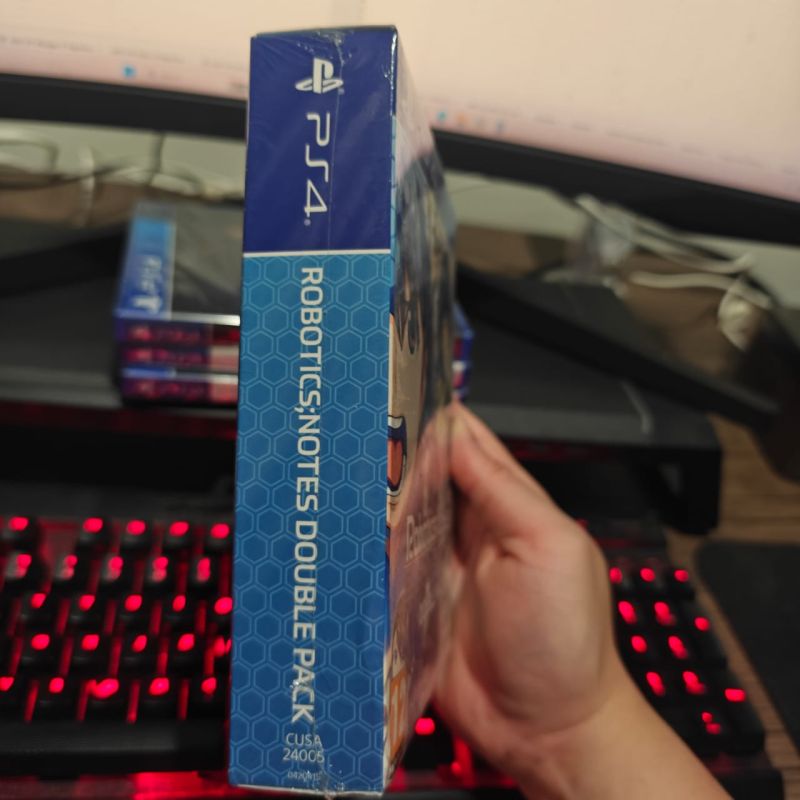 PS4
ROBOTICS;NOTES DOUBLE PACK
CUSA
24005